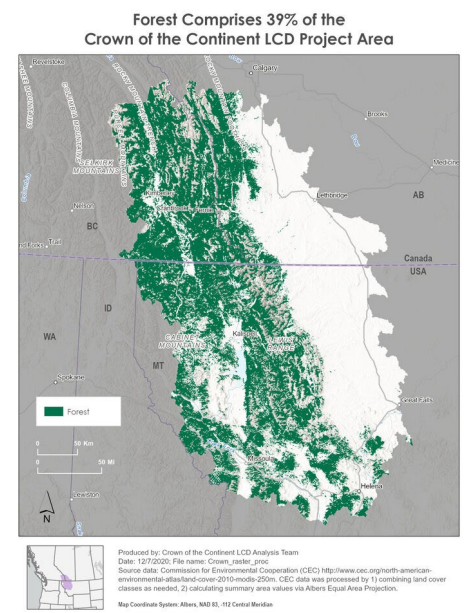 Forest Comprises 39% of the
Crown of the Continent LCD Project Area
Revelstoke
Calgary
Brooks
Medicine
SELKIRK
MOUNTAINS
Kimberley
Cranbrook
Fernie
Lethbridge
AB
Nelson
BC
Trail
Canada
USA
ID
WA
CABINET
MOUNTAINS
Kalispell
LEWIS
RANGE
MT
Spokane
Great Falls
Forest
0 50 Km
0 50 Mi
Missoula
Helena
Lewiston
N
Produced by: Crown of the Continent LCD Analysis Team
Date: 12/7/2020; File name: Crown_raster_proc
Source data: Commission for Environmental Cooperation (CEC) http://www.cec.org/north-american-
environmental-atlas/land-cover-2010-modis-250m. CEC data was processed by 1) combining land cover
classes as needed, 2) calculating summary area values via Albers Equal Area Projection.
Map Coordinate System: Albers, NAD 83, -112 Central Meridian